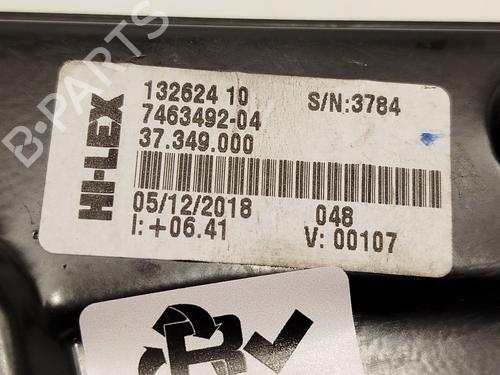 B-PARTS
HI-LEX
132624 10
S/N:3784
7463492-04
37.349.000
05/12/2018
048
I:+06.41
V: 00107
R